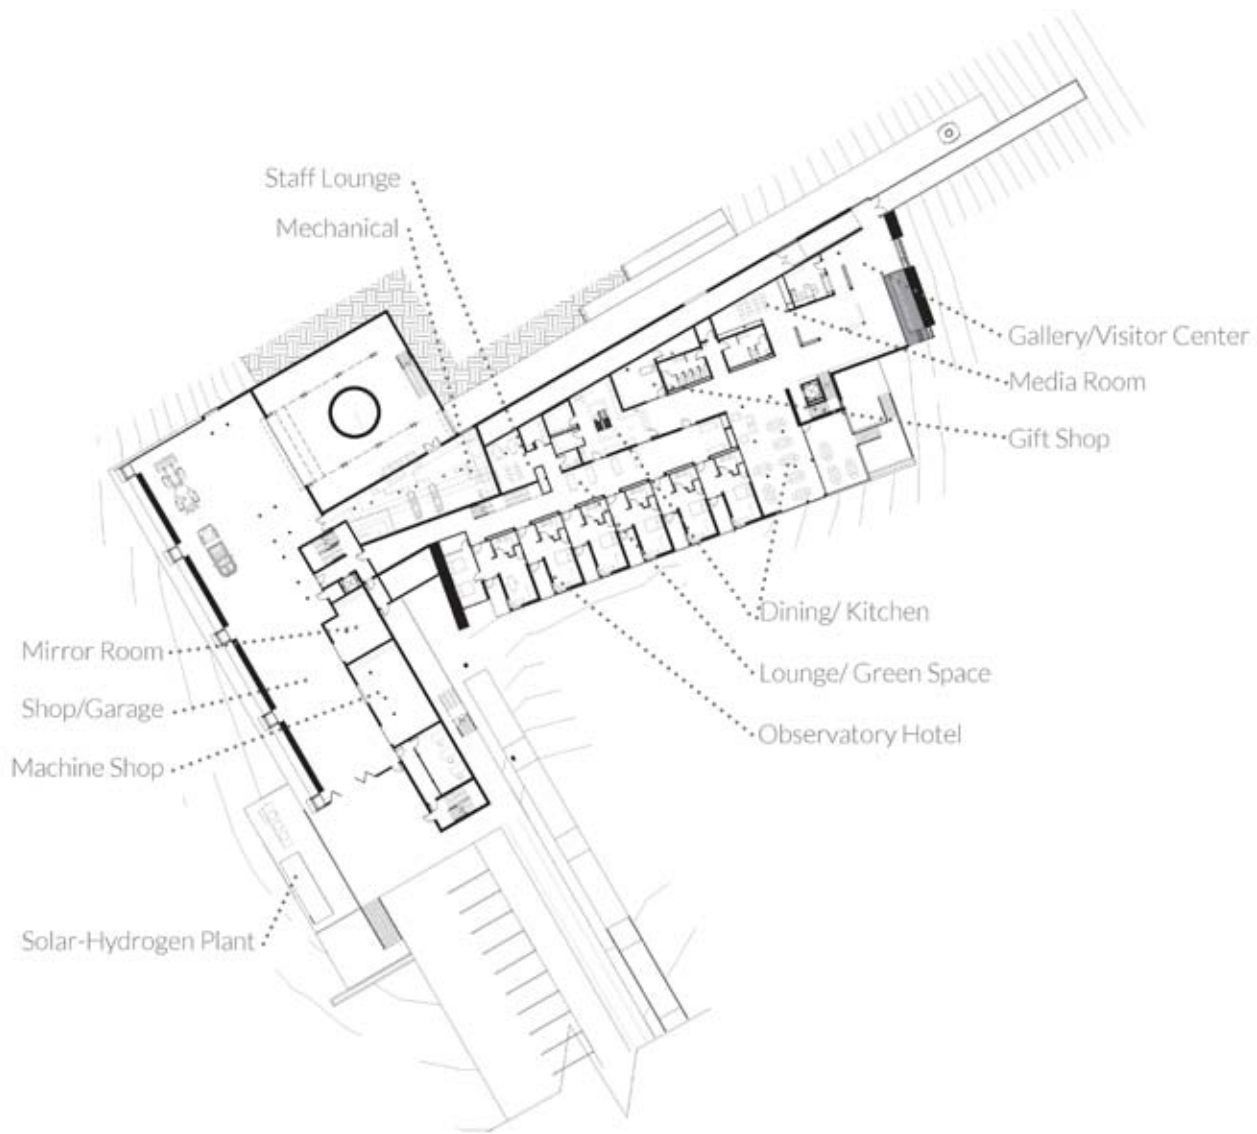 Staff Lounge
Mechanical
Gallery/Visitor Center
Media Room
Gift Shop
Dining/ Kitchen
Mirror Room
Lounge/ Green Space
Shop/Garage
Observatory Hotel
Machine Shop
Solar-Hydrogen Plant